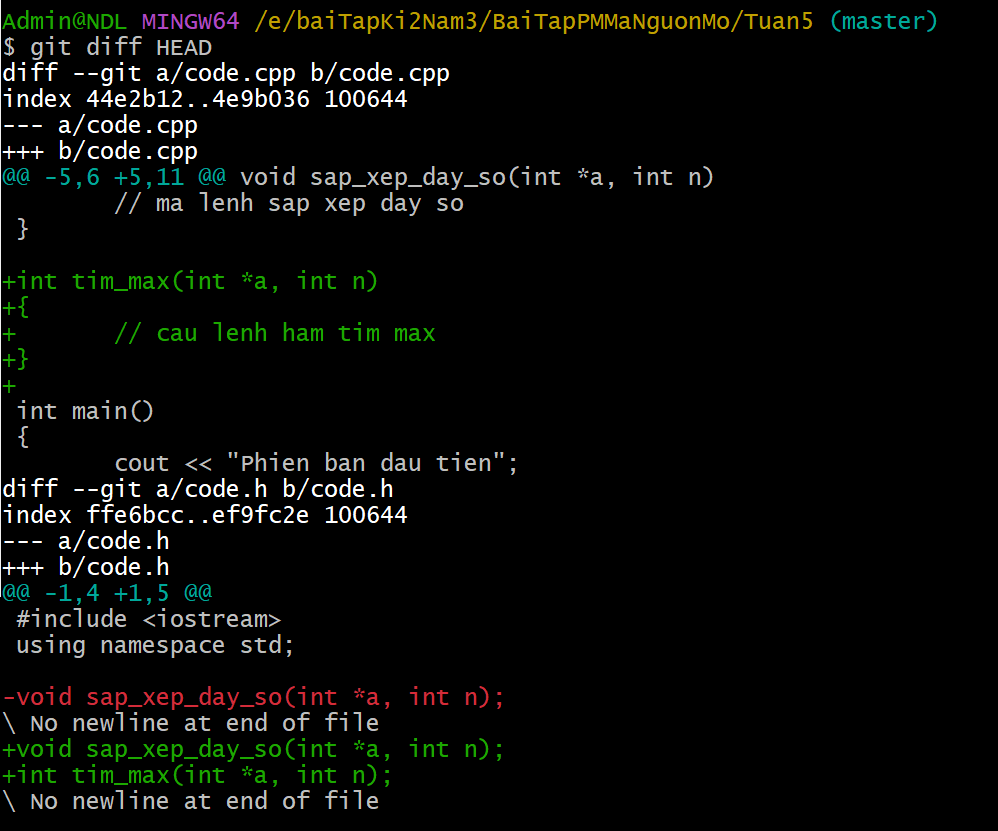 Admin@NDL MINGW64 /e/baiTapKi2Nam3/BaiTapPMMaNguonMo/Tuan5 (master)
$ git diff HEAD
diff --git a/code.cpp b/code.cpp
index 44e2b12..4e9b036 100644
--- a/code.cpp
+++ b/code.cpp
@@ -5,6 +5,11 @@ void sap_xep_day_so(int *a, int n)
        // ma lenh sap xep day so
 }

+int tim_max(int *a, int n)
+{
+       // cau lenh ham tim max
+}
+
 int main()
 {
        cout << "Phien ban dau tien";
diff --git a/code.h b/code.h
index ffe6bcc..ef9fc2e 100644
--- a/code.h
+++ b/code.h
@@ -1,4 +1,5 @@
 #include <iostream>
 using namespace std;

-void sap_xep_day_so(int *a, int n);
\ No newline at end of file
+void sap_xep_day_so(int *a, int n);
+int tim_max(int *a, int n);
\ No newline at end of file